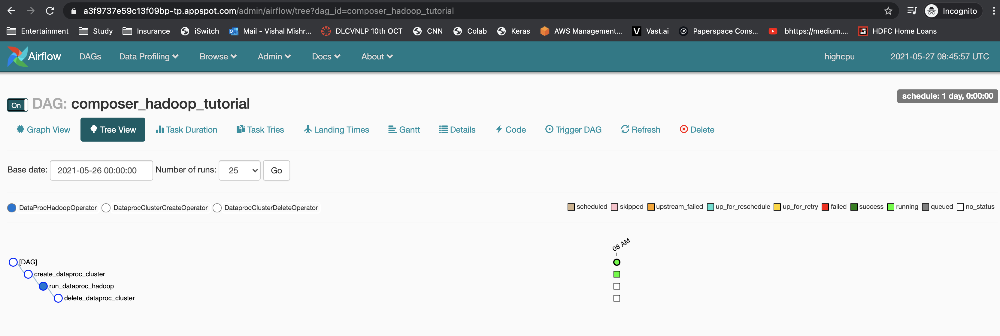 a3f9737e59c13f09bp-tp.appspot.com/admin/airflow/tree?dag_id=composer_hadoop_tutorial Incognito
Entertainment Study Insurance iSwitch Mail - Vishal Mishr... DLCVNLP 10th OCT CNN Colab Keras AWS Management... Vast.ai Paperspace Cons... bhttps://medium.... HDFC Home Loans
Airflow DAGs Data Profiling Browse Admin Docs About highcpu 2021-05-27 08:45:57 UTC
schedule: 1 day, 0:00:00
On DAG: composer_hadoop_tutorial
Graph View Tree View Task Duration Task Tries Landing Times Gantt Details Code Trigger DAG Refresh Delete
Base date: 2021-05-26 00:00:00 Number of runs: 25 Go
DataProcHadoopOperator DataprocClusterCreateOperator DataprocClusterDeleteOperator scheduled skipped upstream_failed up_for_reschedule up_for_retry failed success running queued no_status
08 AM
[DAG]
create_dataproc_cluster
run_dataproc_hadoop
delete_dataproc_cluster